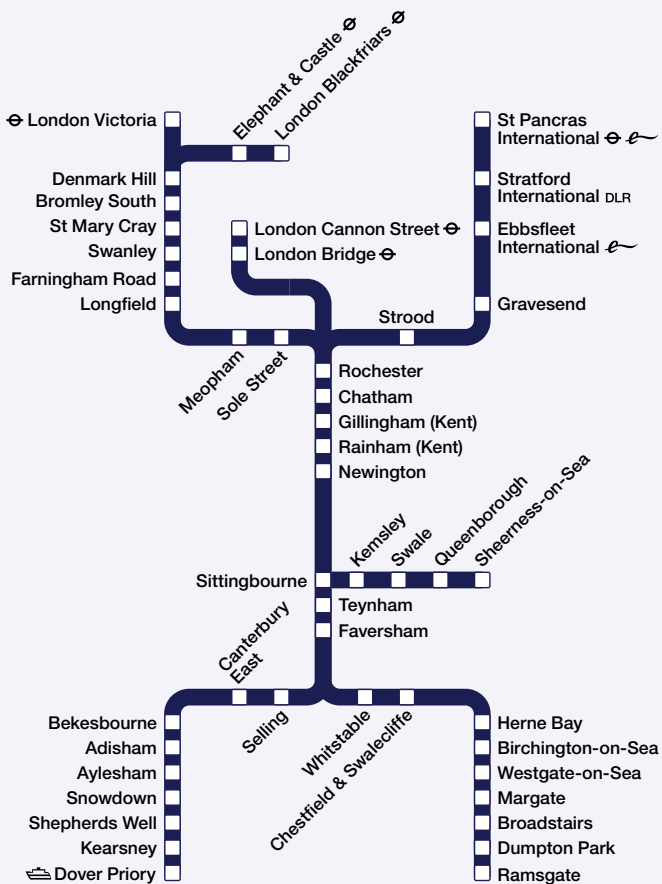 Elephant & Castle
London Blackfriars
London Victoria
Denmark Hill
Bromley South
St Mary Cray
Swanley
Farningham Road
Longfield
Meopham
Sole Street
London Cannon Street
London Bridge
Strood
St Pancras
International
Stratford
International DLR
Ebbsfleet
International
Gravesend
Rochester
Chatham
Gillingham (Kent)
Rainham (Kent)
Newington
Sittingbourne
Kemsley
Swale
Queenborough
Sheerness-on-Sea
Teynham
Faversham
Canterbury
East
Selling
Whitstable
Chestfield & Swalecliffe
Bekesbourne
Adisham
Aylesham
Snowdown
Shepherds Well
Kearsney
Dover Priory
Herne Bay
Birchington-on-Sea
Westgate-on-Sea
Margate
Broadstairs
Dumpton Park
Ramsgate